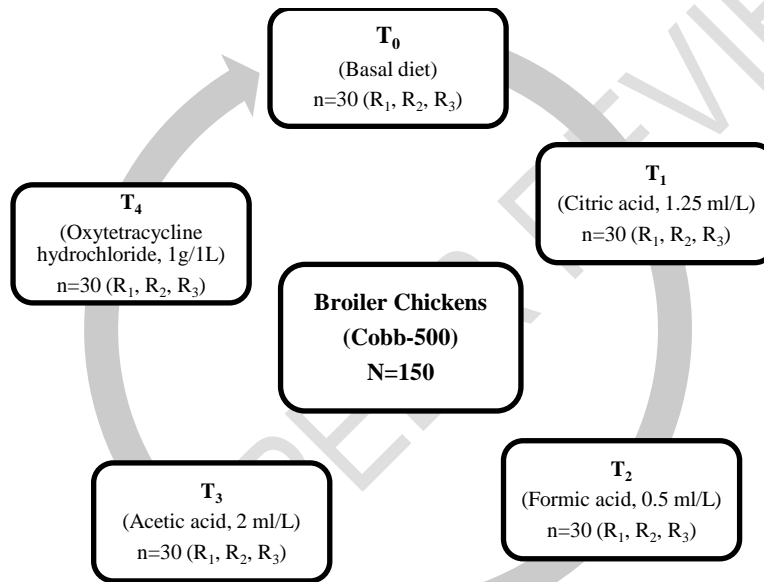 T₀
(Basal diet)
n=30 (R₁, R₂, R₃)
T₁
(Citric acid, 1.25 ml/L)
n=30 (R₁, R₂, R₃)
T₄
(Oxytetracycline
hydrochloride, 1g/1L)
n=30 (R₁, R₂, R₃)
Broiler Chickens
(Cobb-500)
N=150
T₂
(Formic acid, 0.5 ml/L)
n=30 (R₁, R₂, R₃)
T₃
(Acetic acid, 2 ml/L)
n=30 (R₁, R₂, R₃)